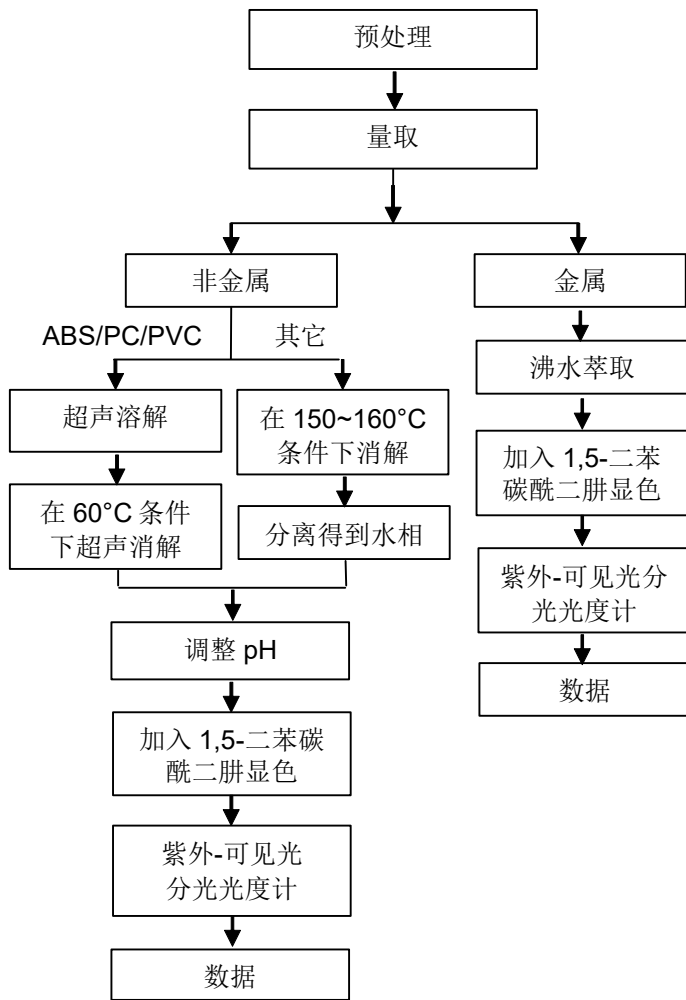 预处理
量取
非金属
金属
ABS/PC/PVC
其它
超声溶解
在 150~160°C
条件下消解
沸水萃取
在 60°C 条件
下超声消解
分离得到水相
加入 1,5-二苯
碳酰二肼显色
紫外-可见光分
光光度计
调整 pH
数据
加入 1,5-二苯碳
酰二肼显色
紫外-可见光
分光光度计
数据